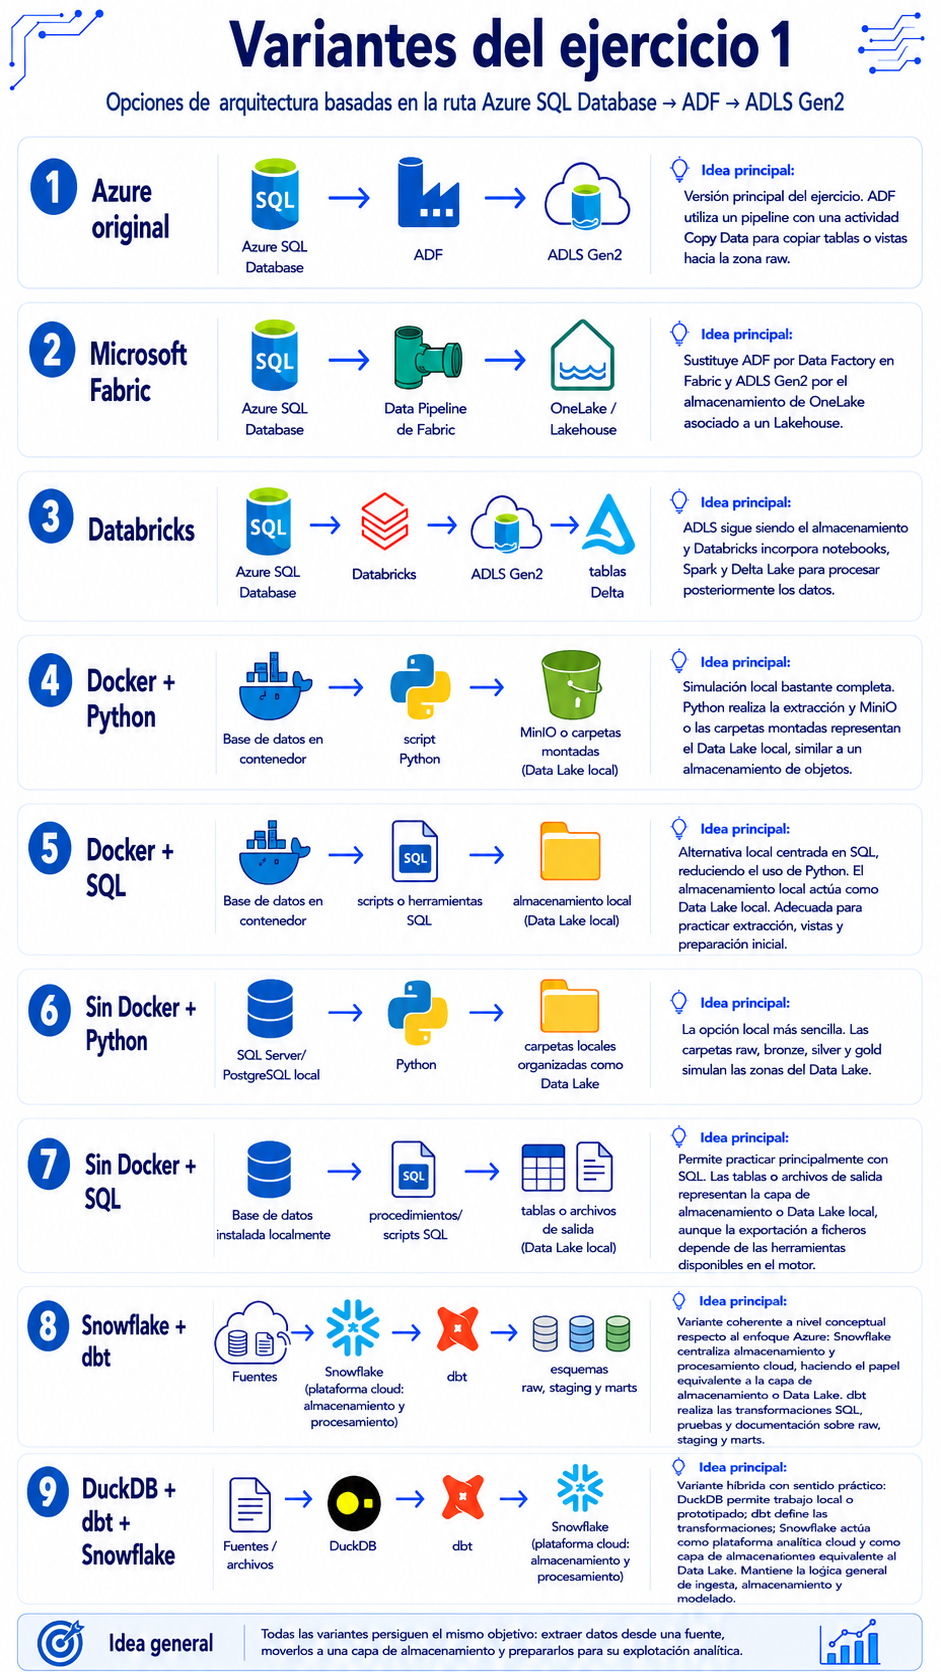 Variantes del ejercicio 1
Opciones de arquitectura basadas en la ruta Azure SQL Database → ADF → ADLS Gen2
1
Azure
original
SQL
Azure SQL
Database
ADF
ADLS Gen2
Idea principal:
Versión principal del ejercicio. ADF
utiliza un pipeline con una actividad
Copy Data para copiar tablas o vistas
hacia la zona raw.
2
Microsoft
Fabric
SQL
Azure SQL
Database
Data Pipeline
de Fabric
OneLake /
Lakehouse
Idea principal:
Sustituye ADF por Data Factory en
Fabric y ADLS Gen2 por el
almacenamiento de OneLake
asociado a un Lakehouse.
3
Databricks
SQL
Azure SQL
Database
Databricks
ADLS Gen2
tablas
Delta
Idea principal:
ADLS sigue siendo el almacenamiento
y Databricks incorpora notebooks,
Spark y Delta Lake para procesar
posteriormente los datos.
4
Docker +
Python
Base de datos en
contenedor
script
Python
MinIO o carpetas
montadas
(Data Lake local)
Idea principal:
Simulación local bastante completa.
Python realiza la extracción y MiniO
o las carpetas montadas representan
el Data Lake local, similar a un
almacenamiento de objetos.
5
Docker +
SQL
Base de datos en
contenedor
SQL
scripts o herramientas
SQL
almacenamiento local
(Data Lake local)
Idea principal:
Alternativa local centrada en SQL,
reduciendo el uso de Python. El
almacenamiento local actúa como
Data Lake local. Adecuada para
practicar extracción, vistas y
preparación inicial.
6
Sin Docker +
Python
SQL Server/
PostgreSQL local
Python
carpetas locales
organizadas como
Data Lake
Idea principal:
La opción local más sencilla. Las
carpetas raw, bronze, silver y gold
simulan las zonas del Data Lake.
7
Sin Docker +
SQL
Base de datos
instalada localmente
SQL
procedimientos/
scripts SQL
tablas o archivos
de salida
(Data Lake local)
Idea principal:
Permite practicar principalmente con
SQL. Las tablas o archivos de salida
representan la capa de
almacenamiento o Data Lake local,
aunque la exportación a ficheros
depende de las herramientas
disponibles en el motor.
8
Snowflake +
dbt
Fuentes
Snowflake
(plataforma cloud:
almacenamiento y
procesamiento)
dbt
esquemas
raw, staging y marts
Idea principal:
Variante coherente a nivel conceptual
respecto al enfoque Azure: Snowflake
centraliza almacenamiento y
procesamiento cloud, haciendo el papel
equivalente a la capa de
almacenamiento o Data Lake. dbt
realiza las transformaciones SQL,
pruebas y documentación sobre raw,
staging y marts.
9
DuckDB +
dbt +
Snowflake
Fuentes /
archivos
DuckDB
dbt
Snowflake
(plataforma cloud:
almacenamiento y
procesamiento)
Idea principal:
Variante híbrida con sentido práctico:
DuckDB permite trabajo local o
prototipado; dbt define las
transformaciones; Snowflake actúa
como plataforma analítica cloud y como
capa de almacenamiento equivalente al
Data Lake. Mantiene la lógica general
de ingesta, almacenamiento y
modelado.
Idea general
Todas las variantes persiguen el mismo objetivo: extraer datos desde una fuente,
moverlos a una capa de almacenamiento y prepararlos para su explotación analítica.